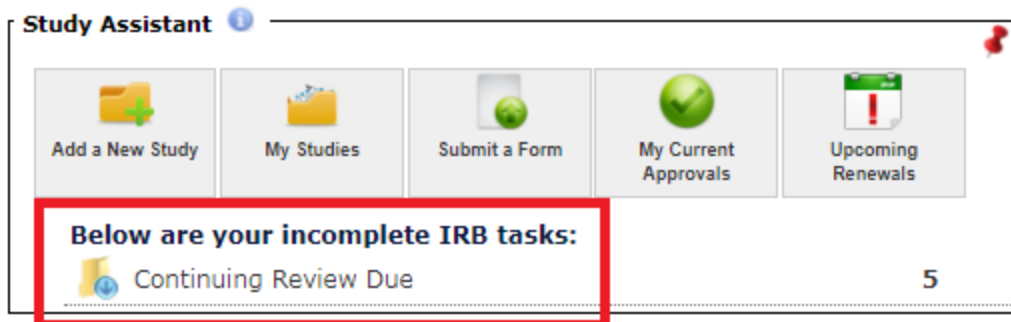 Study Assistant
Add a New Study
My Studies
Submit a Form
My Current
Approvals
Upcoming
Renewals
Below are your incomplete IRB tasks:
Continuing Review Due 5